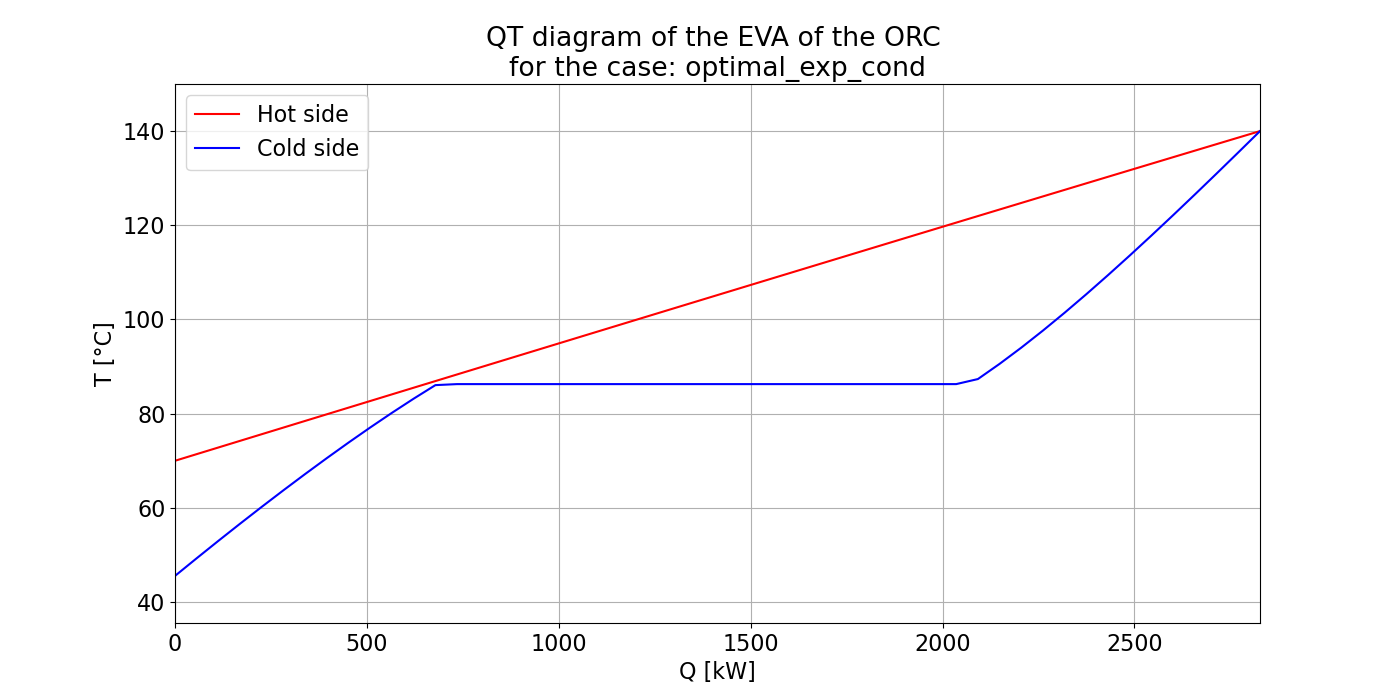 QT diagram of the EVA of the ORC
for the case: optimal_exp_cond
Hot side
Cold side
T [°C]
140
120
100
80
60
40
0
500
1000
1500
2000
2500
Q [kW]